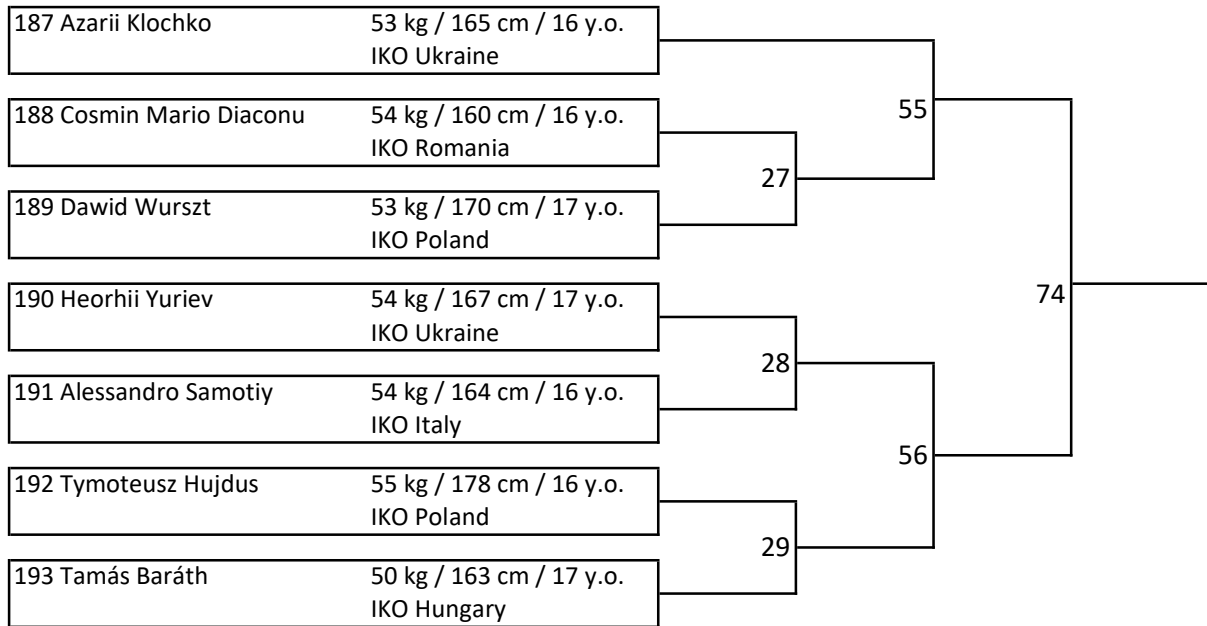 187 Azarii Klochko 53 kg / 165 cm / 16 y.o.
IKO Ukraine
55
188 Cosmin Mario Diaconu 54 kg / 160 cm / 16 y.o.
IKO Romania
27
189 Dawid Wurszt 53 kg / 170 cm / 17 y.o.
IKO Poland
74
190 Heorhii Yuriev 54 kg / 167 cm / 17 y.o.
IKO Ukraine
28
191 Alessandro Samotiy 54 kg / 164 cm / 16 y.o.
IKO Italy
56
192 Tymoteusz Hujdus 55 kg / 178 cm / 16 y.o.
IKO Poland
29
193 Tamás Baráth 50 kg / 163 cm / 17 y.o.
IKO Hungary